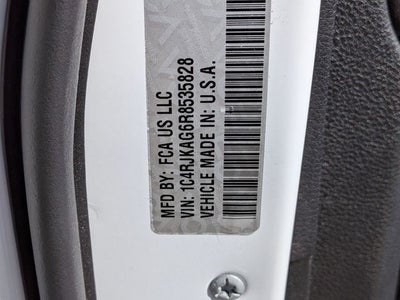 MFD BY: FCA US LLC
VIN: 1C4RJKAG6R8535828
VEHICLE MADE IN: U.S.A.